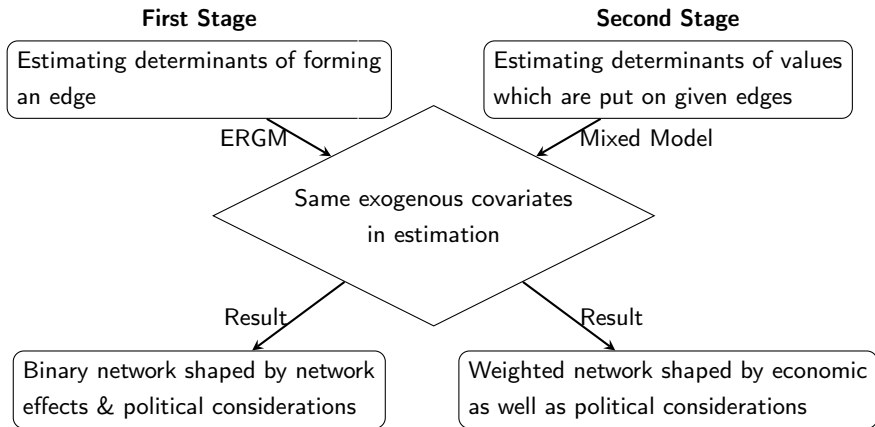 First Stage
Second Stage
Estimating determinants of forming
an edge
Estimating determinants of values
which are put on given edges
ERGM
Mixed Model
Same exogenous covariates
in estimation
Result
Result
Binary network shaped by network
effects & political considerations
Weighted network shaped by economic
as well as political considerations